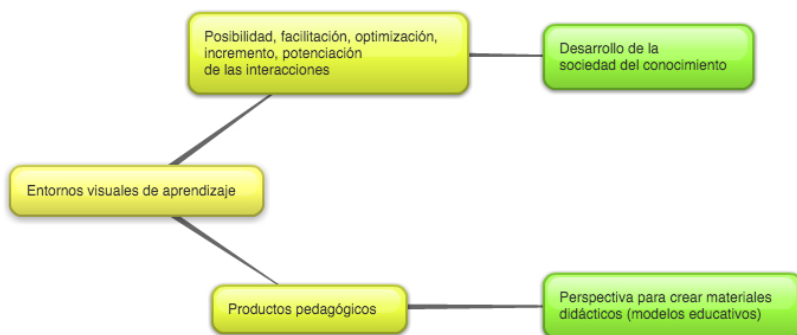 Posibilidad, facilitación, optimización,
incremento, potenciación
de las interacciones
Desarrollo de la
sociedad del conocimiento
Entornos visuales de aprendizaje
Productos pedagógicos
Perspectiva para crear materiales
didácticos (modelos educativos)